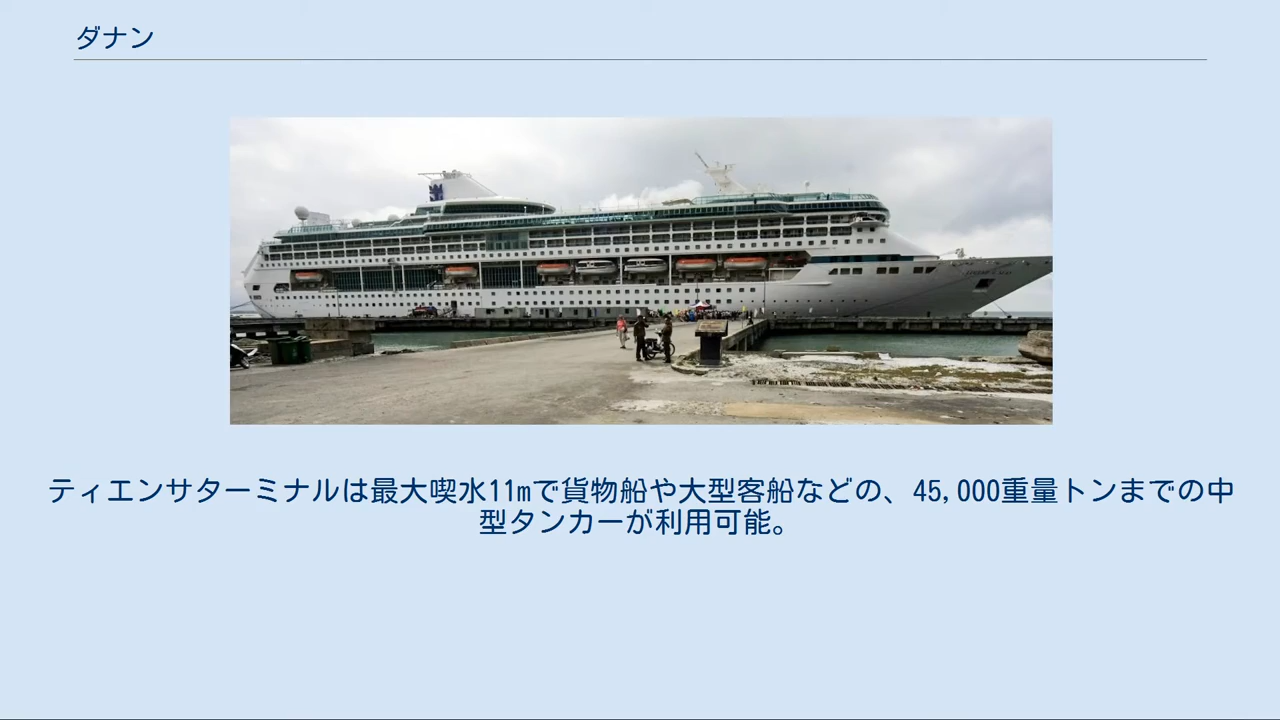 ダナン
ティエンサターミナルは最大喫水11mで貨物船や大型客船などの、45,000重量トンまでの中
型タンカーが利用可能。